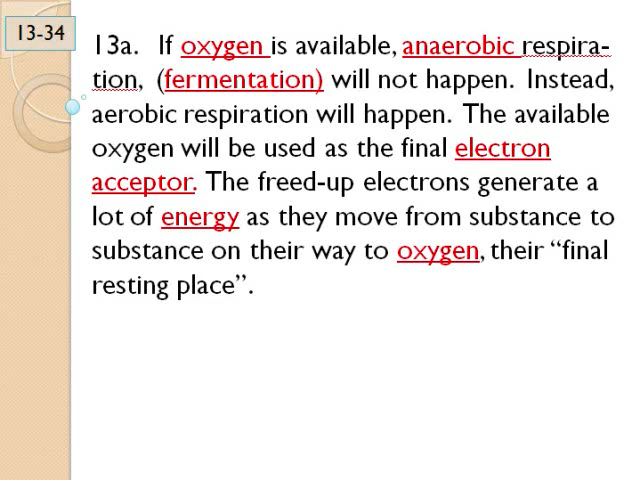 13-34
13a. If oxygen is available, anaerobic respira-
tion, (fermentation) will not happen. Instead,
aerobic respiration will happen. The available
oxygen will be used as the final electron
acceptor. The freed-up electrons generate a
lot of energy as they move from substance to
substance on their way to oxygen, their “final
resting place”.